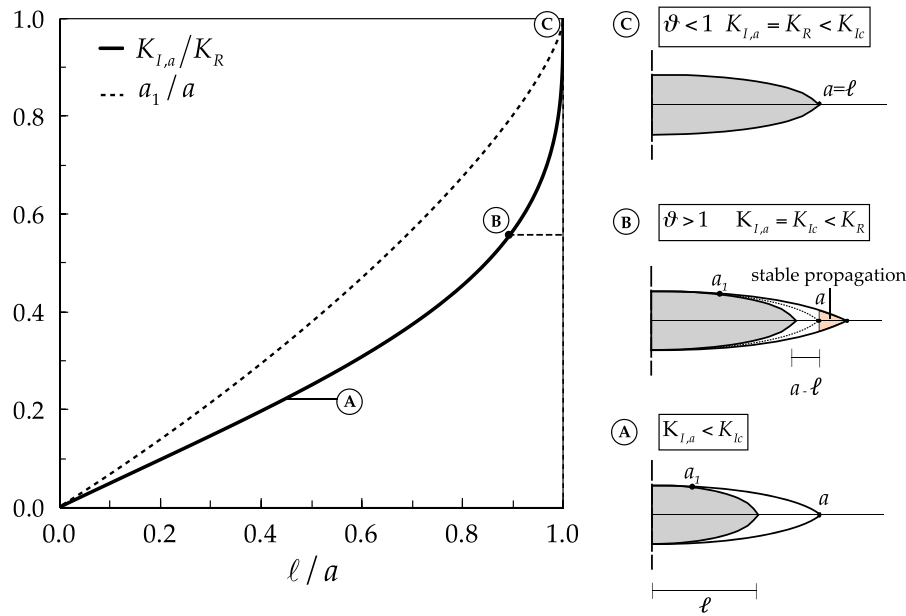 1.0
0.8
0.6
0.4
0.2
0.0
0.0 0.2 0.4 0.6 0.8 1.0
ℓ / a
K_{I,a}/K_R
a_1 / a
C
B
A
C ϑ < 1 K_{I,a} = K_R < K_{Ic}
a=ℓ
B ϑ > 1 K_{I,a} = K_{Ic} < K_R
stable propagation
a_1 a
a - ℓ
A K_{I,a} < K_{Ic}
a_1 a
ℓ